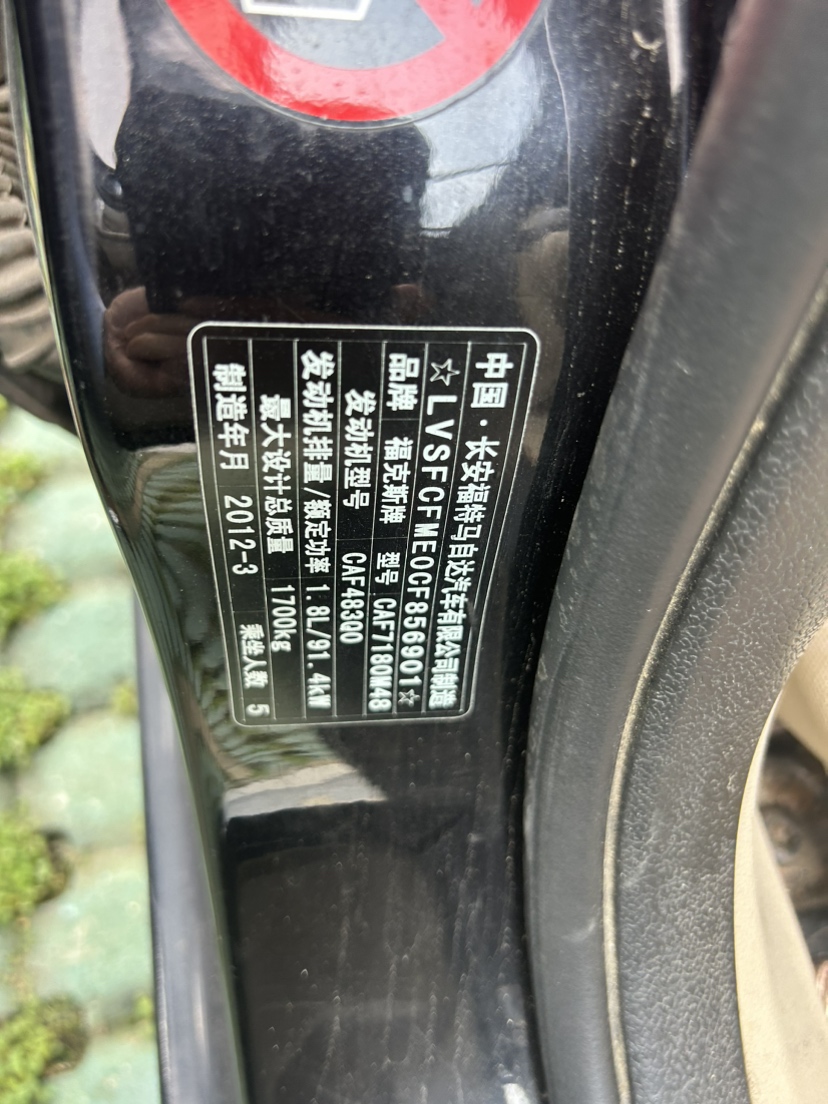 中国·长安福特马自达汽车有限公司制造
☆LVSFCFME0CF856901☆
品牌 福克斯牌 型号 CAF7180M48
发动机型号 CAF483Q0
发动机排量/额定功率 1.8L/91.4kW
最大设计总质量 1700kg
制造年月 2012-3 乘坐人数 5